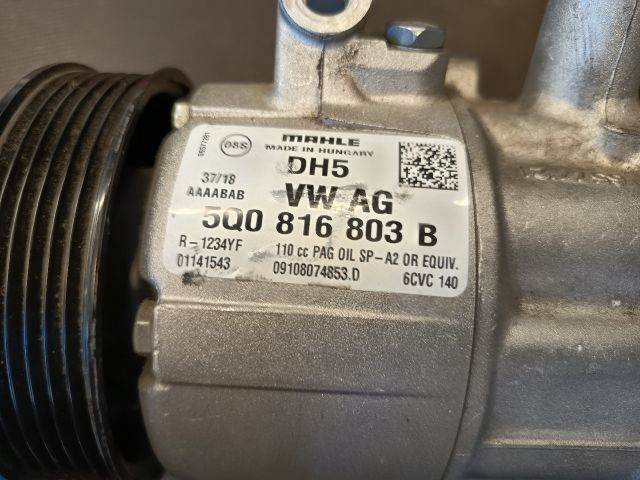 08S
MAHLE
MADE IN HUNGARY
DH5
37/18
AAAABAB
VW AG
5Q0 816 803 B
R-1234YF
110 cc PAG OIL SP-A2 OR EQUIV.
01141543
09108074853.D
6CVC 140